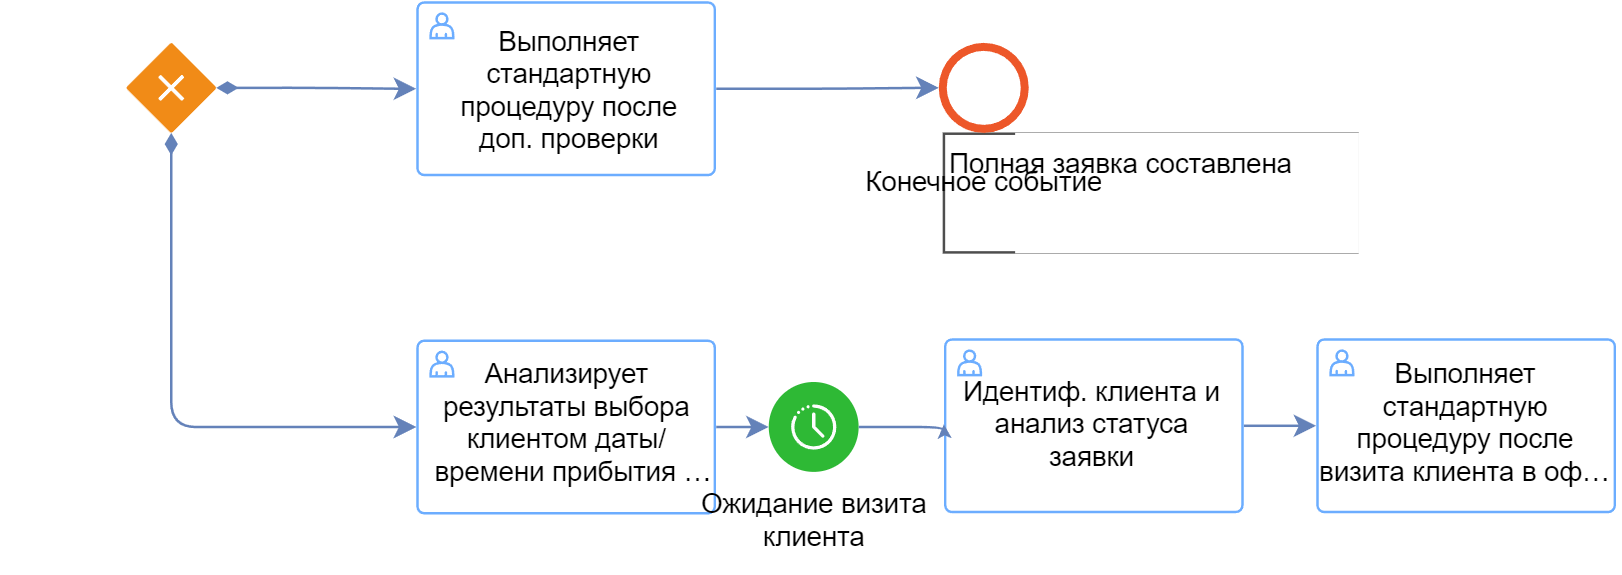 Выполняет
стандартную
процедуру после
доп. проверки
Полная заявка составлена
Конечное событие
Анализирует
результаты выбора
клиентом даты/
времени прибытия …
Ожидание визита
клиента
Идентиф. клиента и
анализ статуса
заявки
Выполняет
стандартную
процедуру после
визита клиента в оф…